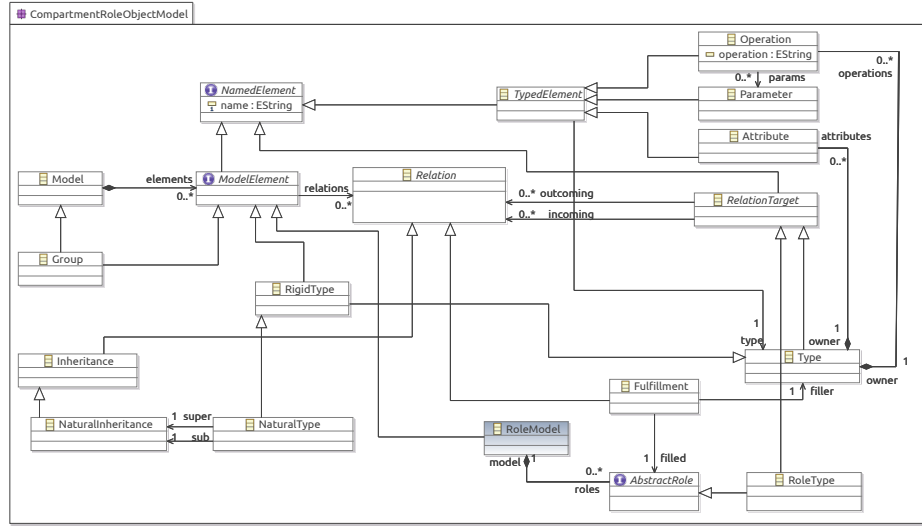 CompartmentRoleObjectModel
Operation
operation : EString
0..*
operations
0..* params
NamedElement
name : EString
TypedElement
Parameter
Attribute
attributes
0..*
Model
elements
0..*
ModelElement
relations
0..*
Relation
0..* outcoming
0..* incoming
RelationTarget
Group
RigidType
1
type
1
owner
Type
1
owner
Inheritance
Fulfillment
1 filler
NaturalInheritance
1 super
1 sub
NaturalType
RoleModel
model 1
0..*
roles
1 filled
AbstractRole
RoleType